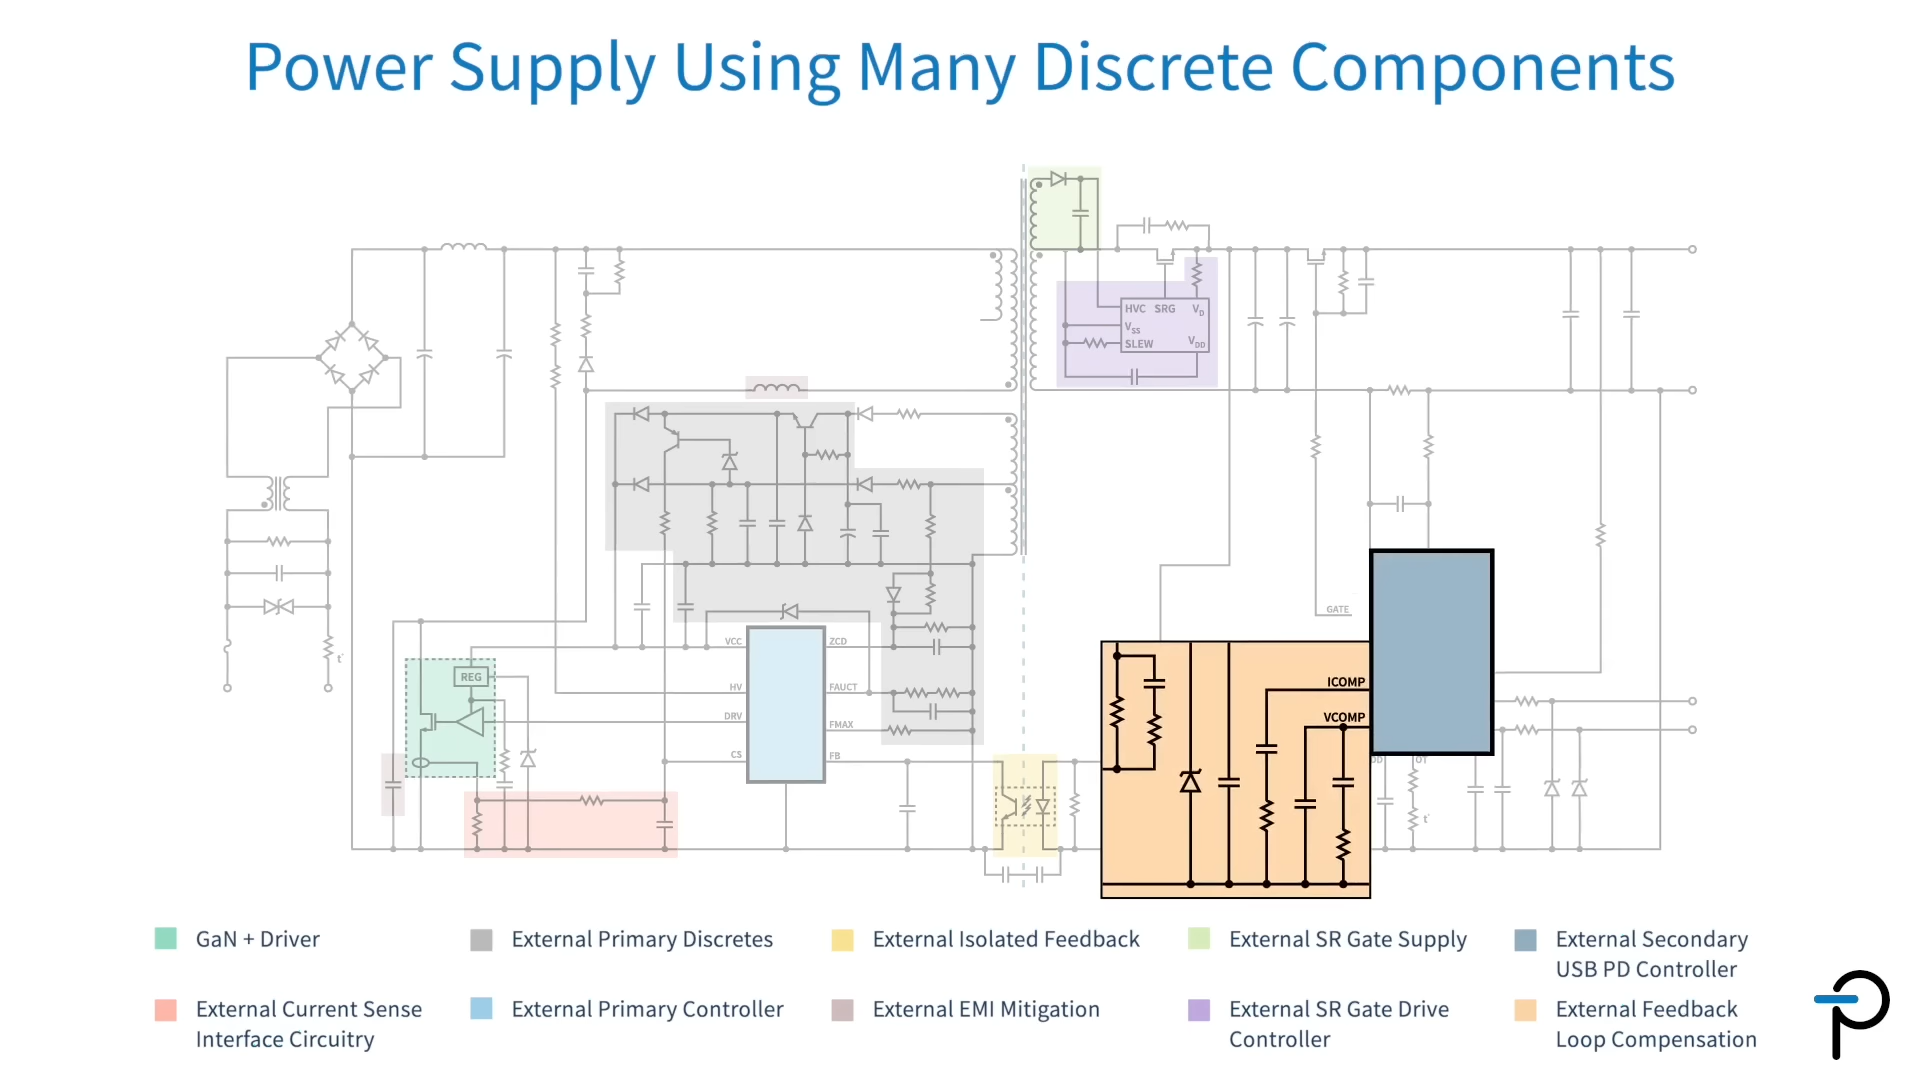 Power Supply Using Many Discrete Components
HVC SRG VD
VSS
SLEW VDD
GATE
VCC ZCD
REG
t°
HV FAUCT
DRV FMAX
CS FB
ICOMP
VCOMP
t°
GaN + Driver
External Primary Discretes
External Isolated Feedback
External SR Gate Supply
External Secondary
USB PD Controller
External Current Sense
Interface Circuitry
External Primary Controller
External EMI Mitigation
External SR Gate Drive
Controller
External Feedback
Loop Compensation